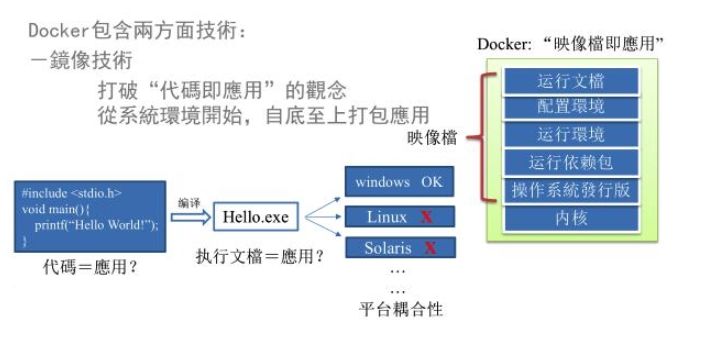 Docker包含兩方面技術:
－鏡像技術
打破“代碼即應用”的觀念
從系統環境開始，自底至上打包應用
Docker: “映像檔即應用”
运行文檔
配置環境
运行環境
运行依赖包
操作系統發行版
内核
映像檔
#include <stdio.h>
void main(){
printf(“Hello World!”);
}
代碼＝應用?
编译
Hello.exe
执行文檔＝應用?
windows OK
Linux X
Solaris X
…
…
平台耦合性